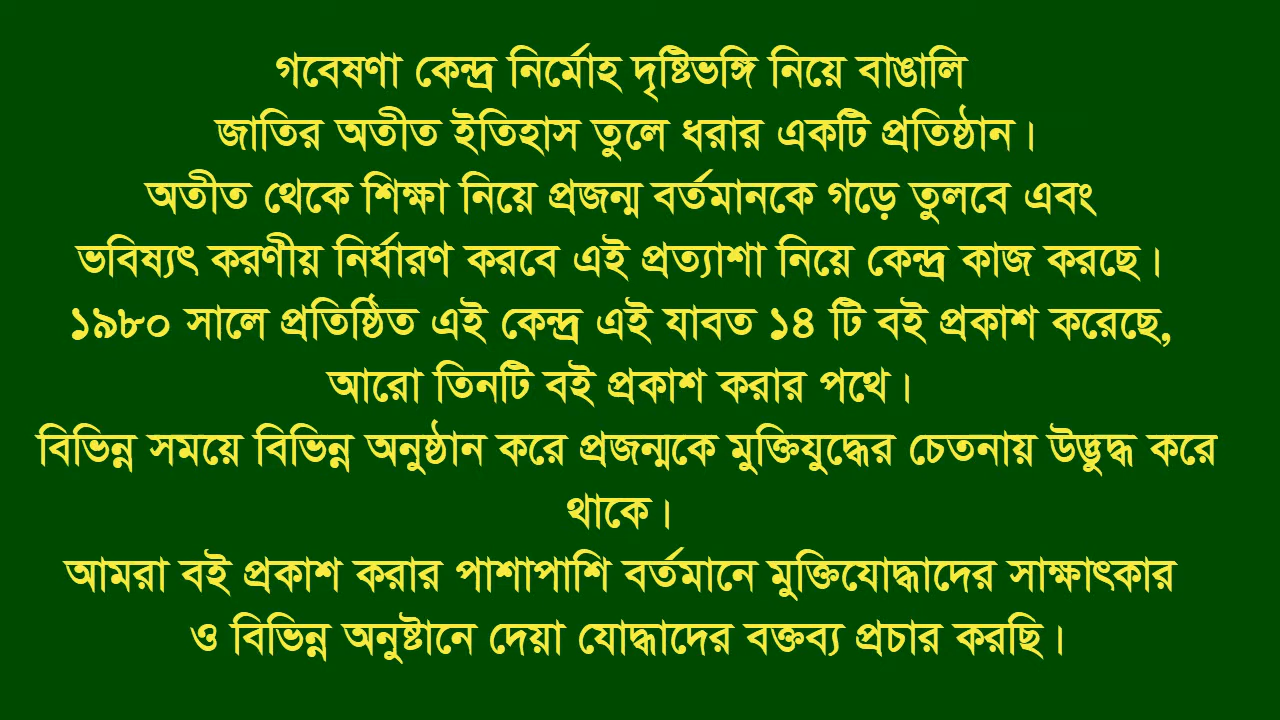 গবেষণা কেন্দ্র নির্মোহ দৃষ্টিভঙ্গি নিয়ে বাঙালি
জাতির অতীত ইতিহাস তুলে ধরার একটি প্রতিষ্ঠান।
অতীত থেকে শিক্ষা নিয়ে প্রজন্ম বর্তমানকে গড়ে তুলবে এবং
ভবিষ্যৎ করণীয় নির্ধারণ করবে এই প্রত্যাশা নিয়ে কেন্দ্র কাজ করছে।
১৯৮০ সালে প্রতিষ্ঠিত এই কেন্দ্র এই যাবত ১৪ টি বই প্রকাশ করেছে,
আরো তিনটি বই প্রকাশ করার পথে।
বিভিন্ন সময়ে বিভিন্ন অনুষ্ঠান করে প্রজন্মকে মুক্তিযুদ্ধের চেতনায় উদ্ভুদ্ধ করে
থাকে।
আমরা বই প্রকাশ করার পাশাপাশি বর্তমানে মুক্তিযোদ্ধাদের সাক্ষাৎকার
ও বিভিন্ন অনুষ্টানে দেয়া যোদ্ধাদের বক্তব্য প্রচার করছি।